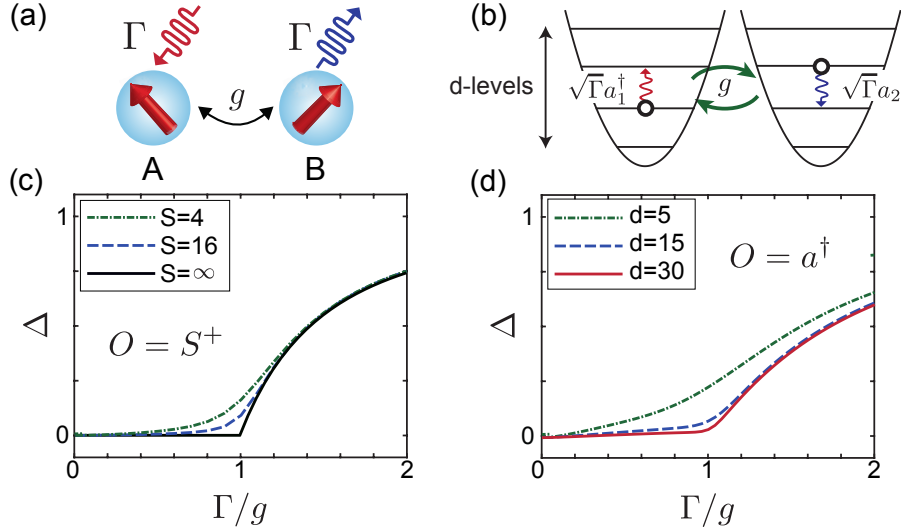 (a)
Γ
Γ
g
A
B
(b)
d-levels
√Γa₁†
g
√Γa₂
(c)
1
S=4
S=16
S=∞
Δ
O = S⁺
0
0
1
2
Γ/g
(d)
1
d=5
d=15
d=30
O = a†
Δ
0
0
1
2
Γ/g